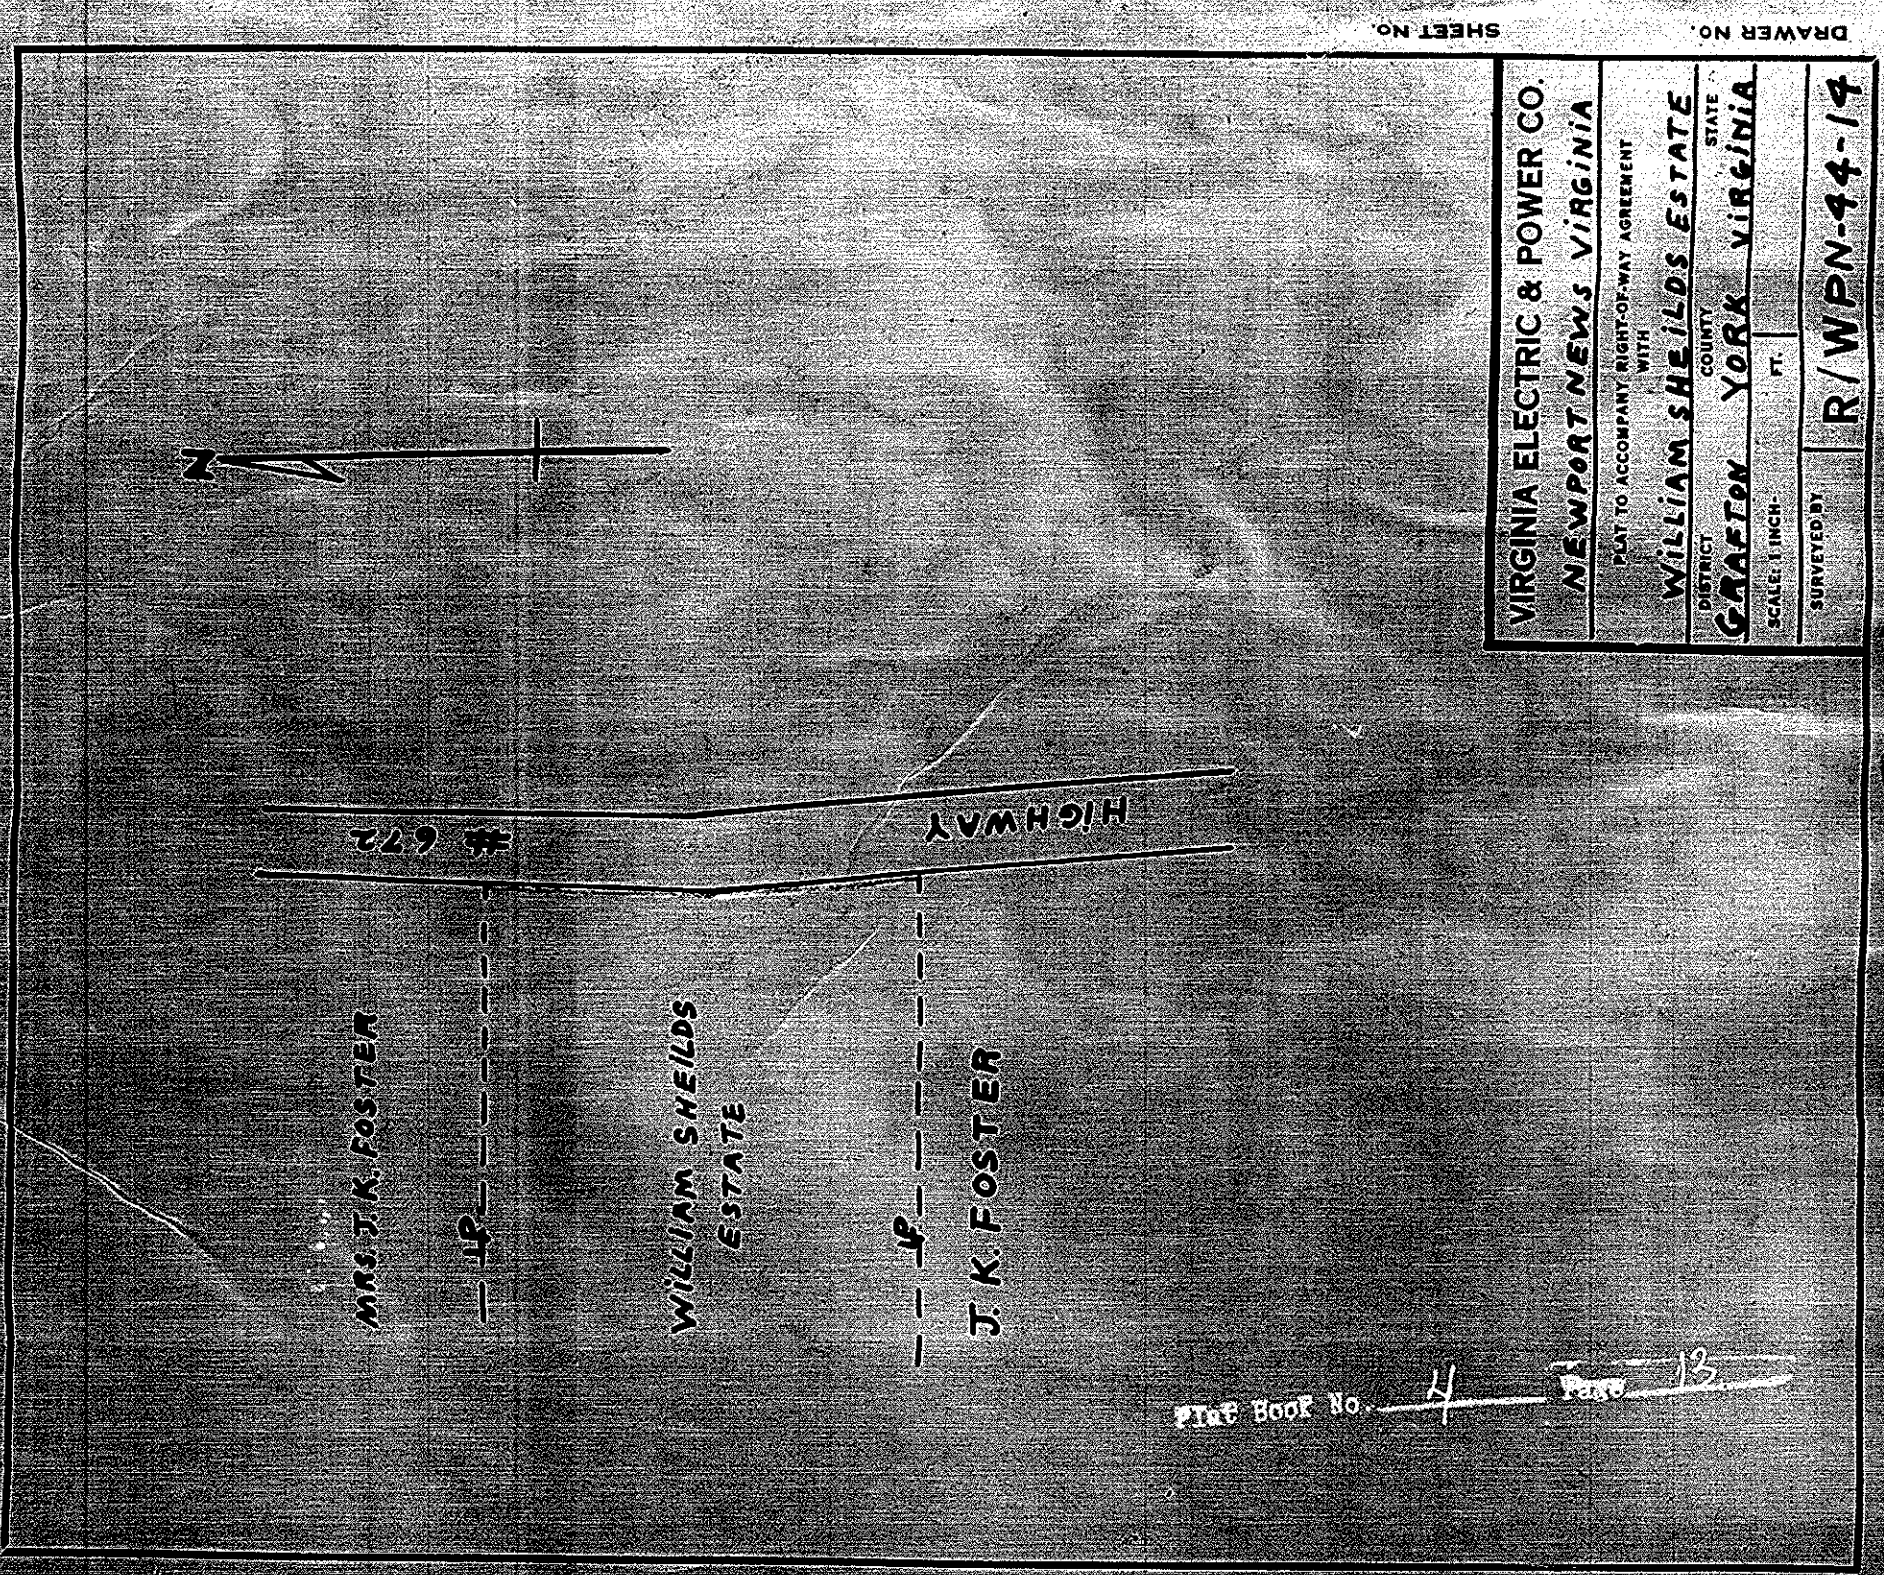 SHEET NO.
DRAWER NO.
VIRGINIA ELECTRIC & POWER CO.
NEWPORT NEWS VIRGINIA
PLAT TO ACCOMPANY RIGHT-OF-WAY AGREEMENT
WITH
WILLIAM SHEILDS ESTATE
DISTRICT COUNTY STATE
GRAFTON YORK VIRGINIA
SCALE: 1 INCH- FT.
SURVEYED BY
R/WPN-44-14
N
HIGHWAY # 672
MRS. J. K. FOSTER
WILLIAM SHEILDS
ESTATE
J. K. FOSTER
Plat Book No. 4 Page 13